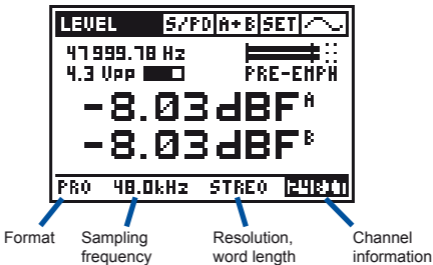 LEVEL S/PD A+B SET
47999.78 Hz
4.3 Vpp PRE-EMPH
-8.03dBF A
-8.03dBF B
PRO 48.0kHz STREO 24BIT
Format Sampling frequency Resolution, word length Channel information